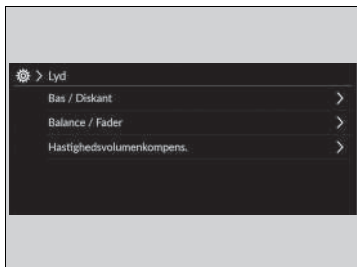 > Lyd
Bas / Diskant >
Balance / Fader >
Hastighedsvolumenkompens. >